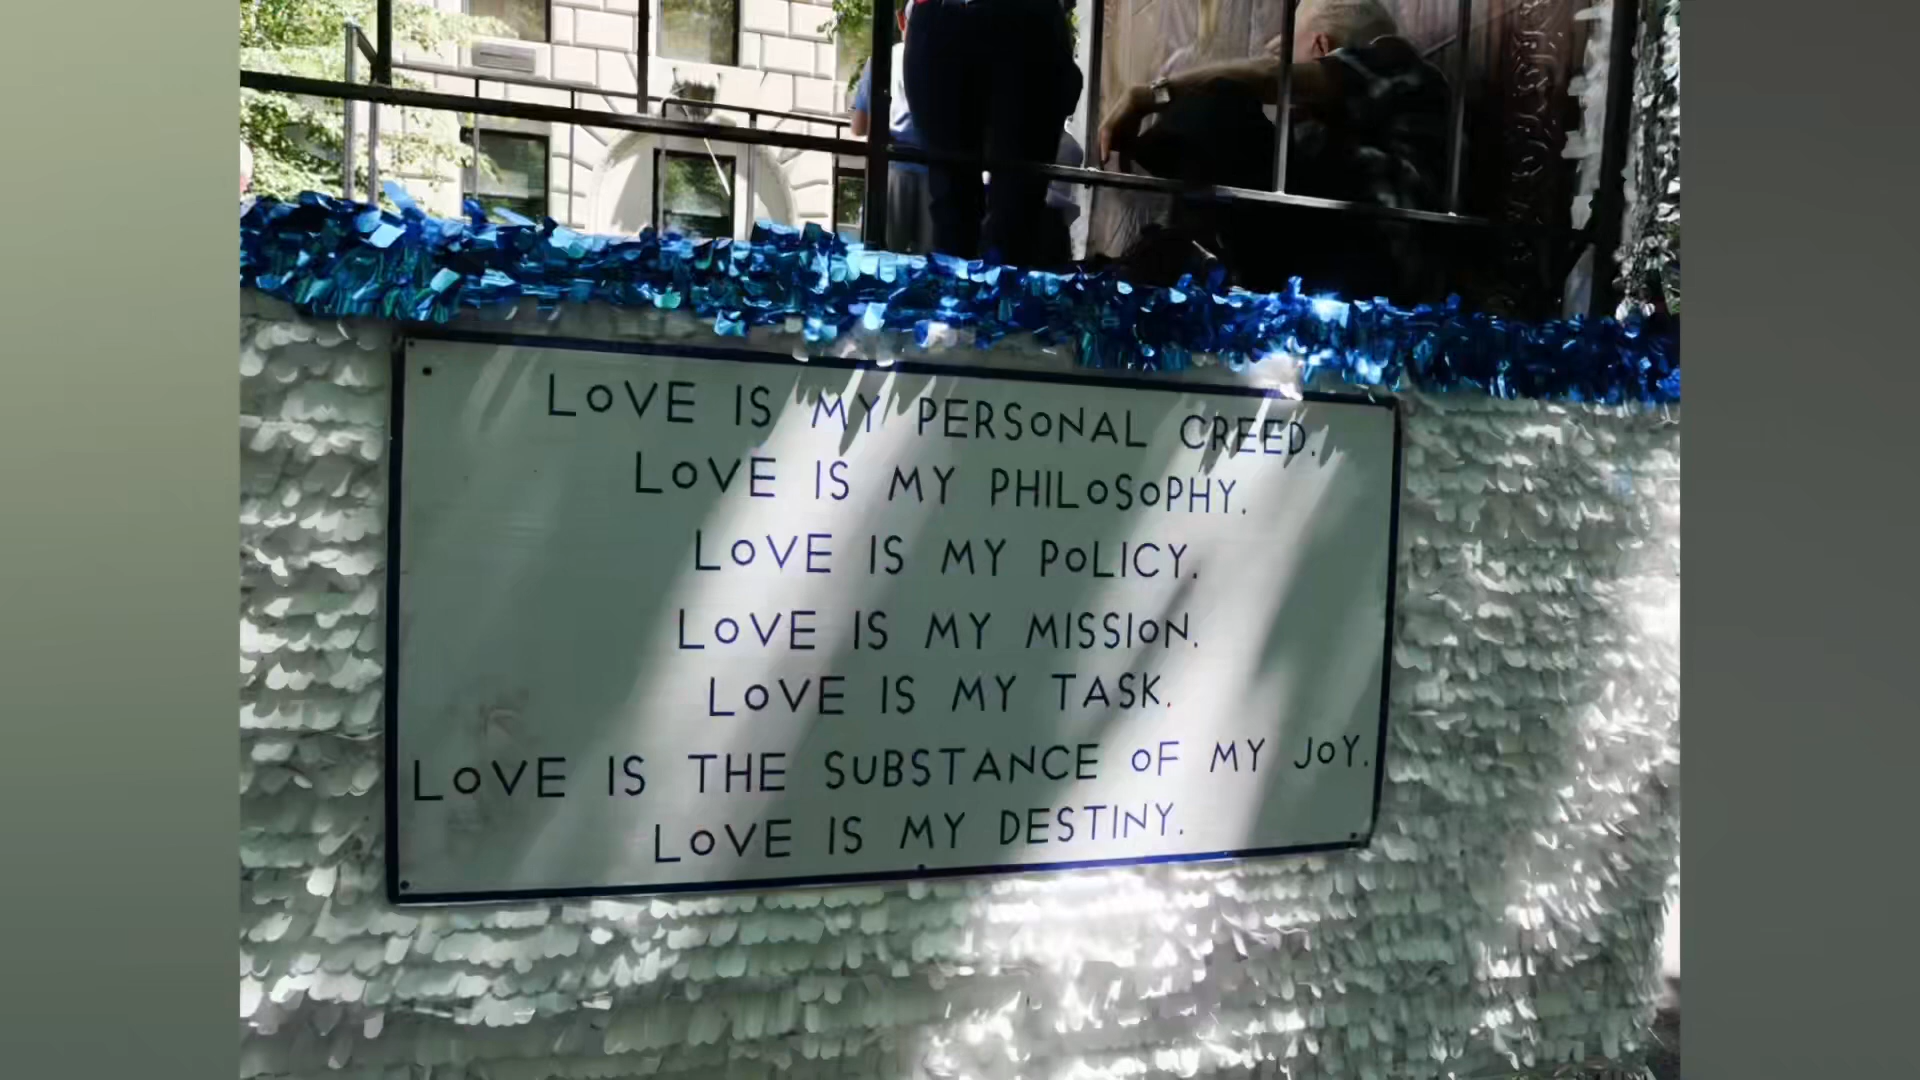 LOVE IS MY PERSONAL CREED.
LOVE IS MY PHILOSOPHY.
LOVE IS MY POLICY.
LOVE IS MY MISSION.
LOVE IS MY TASK.
LOVE IS THE SUBSTANCE OF MY JOY.
LOVE IS MY DESTINY.